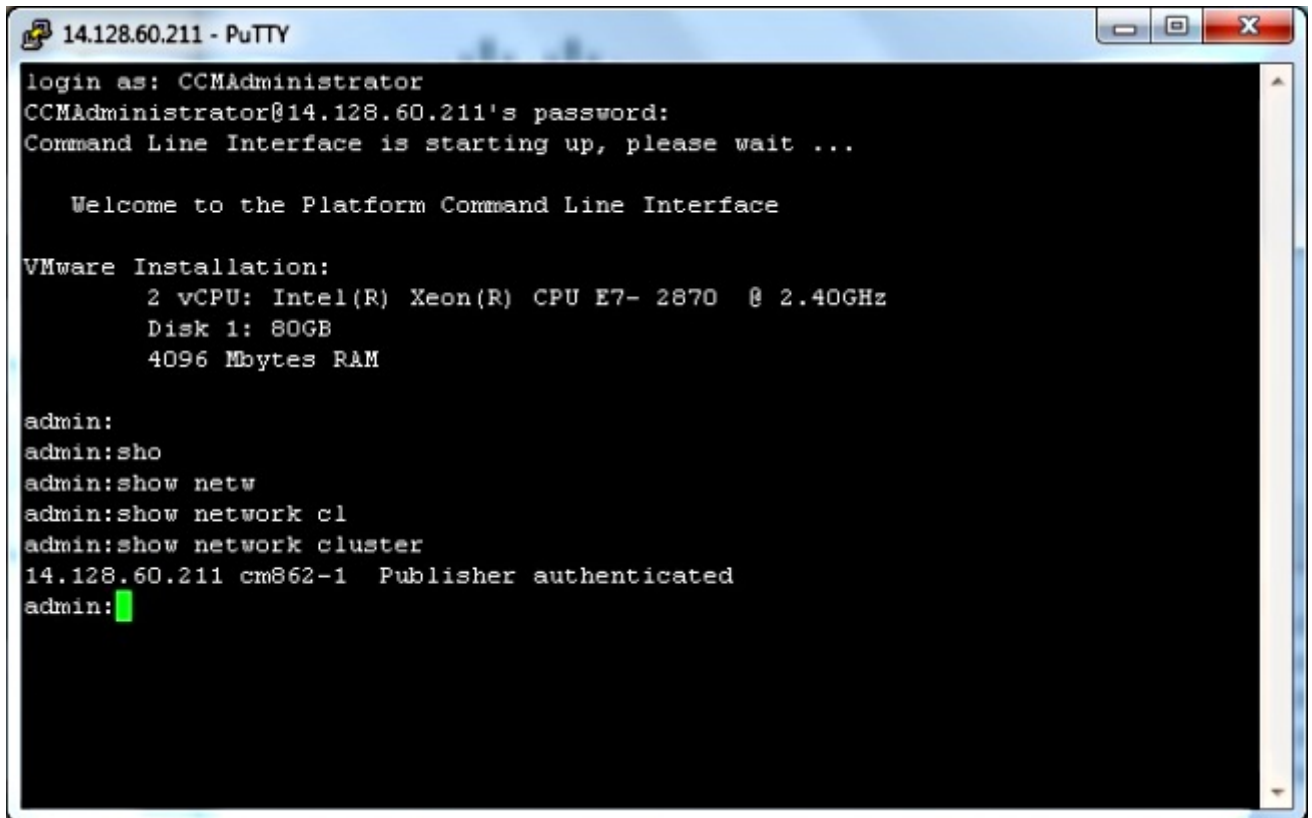 14.128.60.211 - PuTTY
login as: CCMAdministrator
CCMAdministrator@14.128.60.211's password:
Command Line Interface is starting up, please wait ...
Welcome to the Platform Command Line Interface
VMware Installation:
2 vCPU: Intel(R) Xeon(R) CPU E7- 2870 @ 2.40GHz
Disk 1: 80GB
4096 Mbytes RAM
admin:
admin:sho
admin:show netw
admin:show network cl
admin:show network cluster
14.128.60.211 cm862-1 Publisher authenticated
admin: